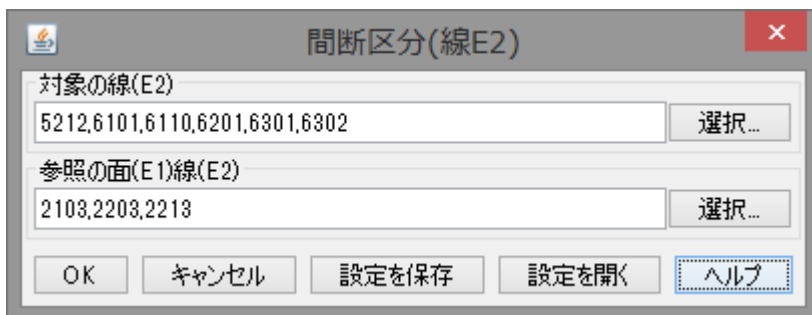 間断区分(線E2)
対象の線(E2)
5212,6101,6110,6201,6301,6302
選択...
参照の面(E1)線(E2)
2103,2203,2213
選択...
OK キャンセル 設定を保存 設定を開く ヘルプ